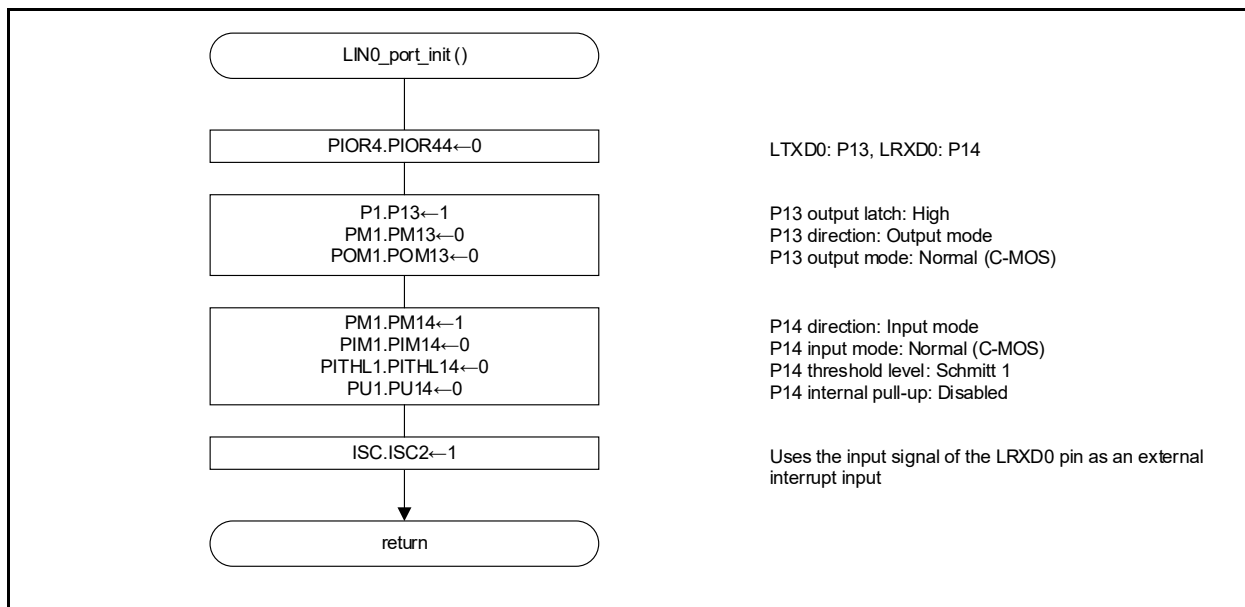 LIN0_port_init ()
PIOR4.PIOR44←0
LTXD0: P13, LRXD0: P14
P1.P13←1
PM1.PM13←0
POM1.POM13←0
P13 output latch: High
P13 direction: Output mode
P13 output mode: Normal (C-MOS)
PM1.PM14←1
PIM1.PIM14←0
PITHL1.PITHL14←0
PU1.PU14←0
P14 direction: Input mode
P14 input mode: Normal (C-MOS)
P14 threshold level: Schmitt 1
P14 internal pull-up: Disabled
ISC.ISC2←1
Uses the input signal of the LRXD0 pin as an external
interrupt input
return